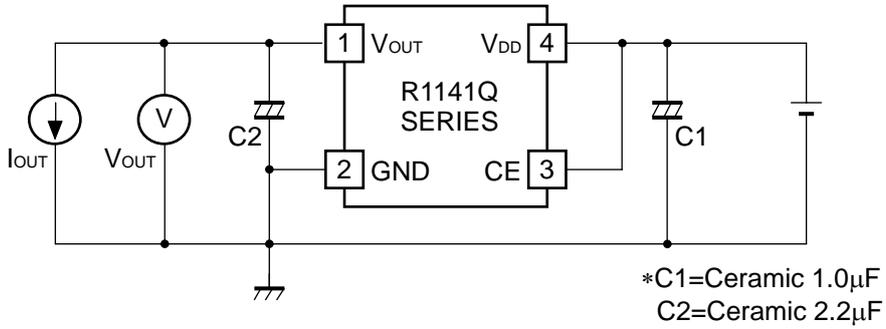 1 VOUT VDD 4
R1141Q
SERIES
V
IOUT VOUT C2 C1
2 GND CE 3
*C1=Ceramic 1.0µF
C2=Ceramic 2.2µF